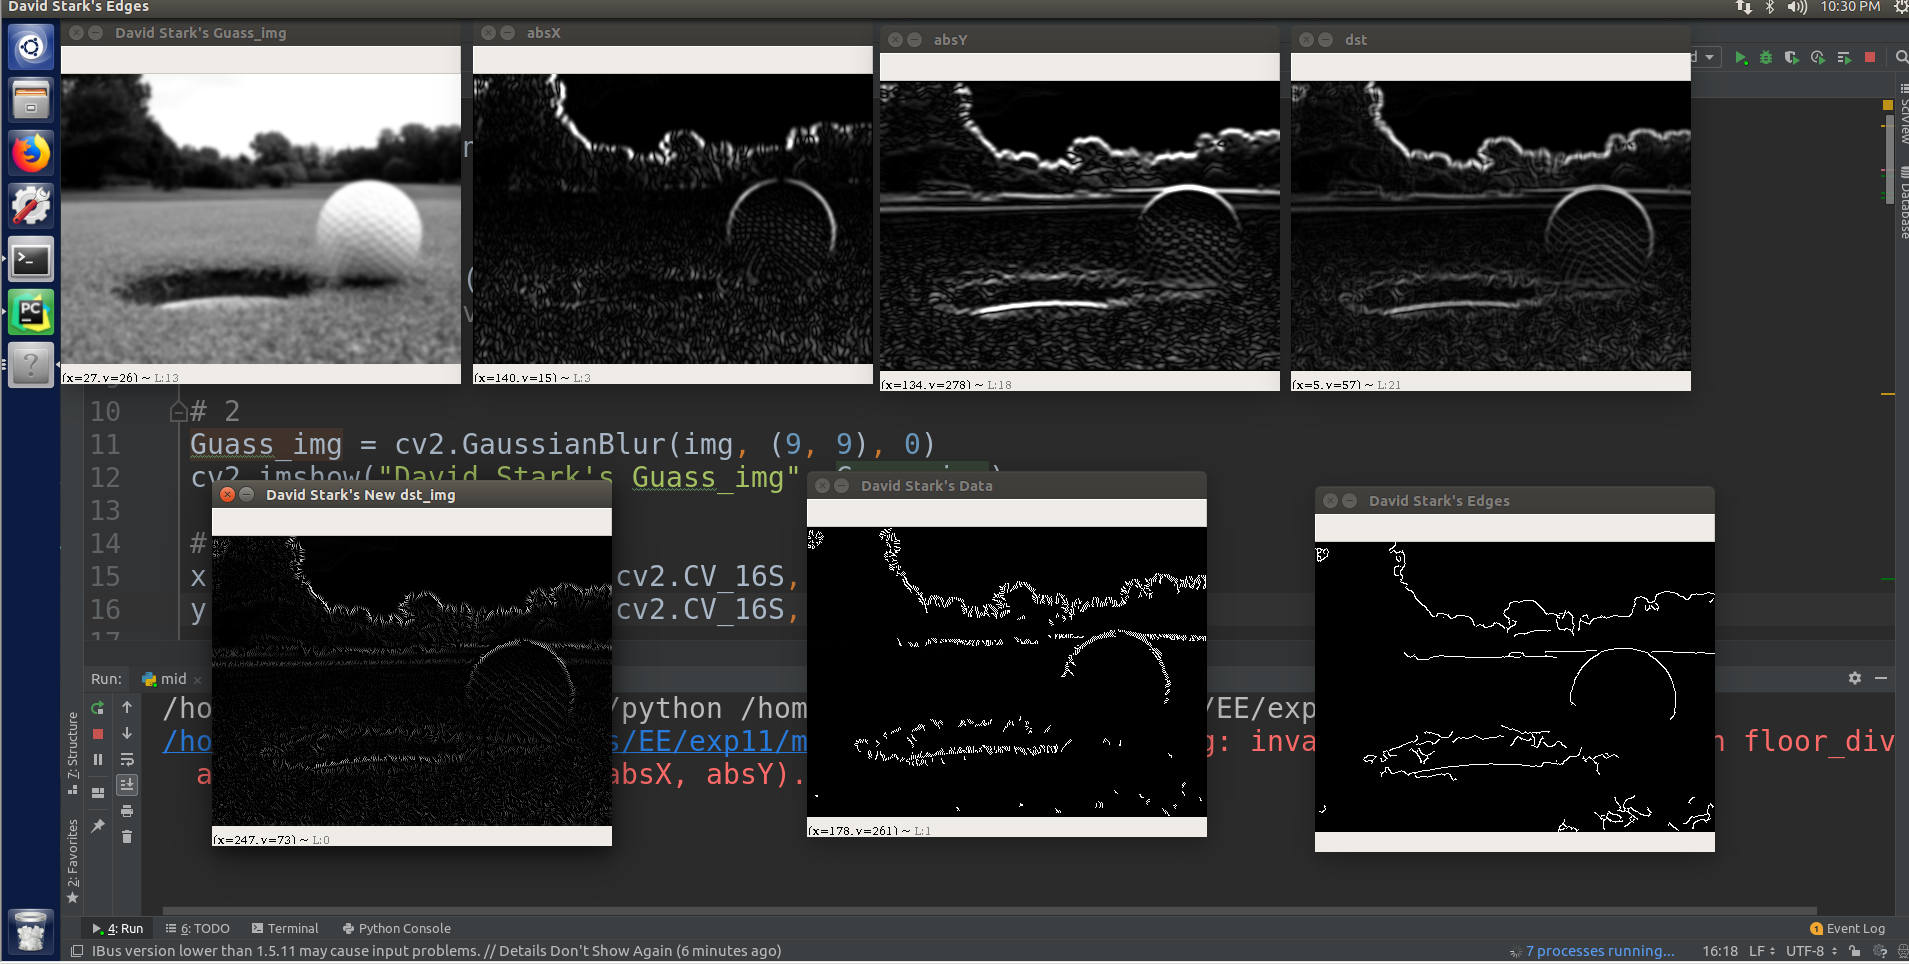 David Stark's Edges
10:30 PM
David Stark's Guass_img
absX
absY
dst
(x=27, y=26) ~ L:13
(x=140, y=15) ~ L:3
(x=134, y=278) ~ L:18
(x=5, y=57) ~ L:21
SciView
Database
10 # 2
11 Guass_img = cv2.GaussianBlur(img, (9, 9), 0)
12 cv2.imshow("David Stark's Guass_img",
13
14 #
15 x cv2.CV_16S,
16 y cv2.CV_16S,
17
David Stark's New dst_img
David Stark's Data
David Stark's Edges
(x=247, y=73) ~ L:0
(x=178, y=261) ~ L:1
Run: mid
/ho /python /hom /EE/exp
/ho s/EE/exp11/m g: inva n floor_div
a absX, absY).
7: Structure
2: Favorites
4: Run
6: TODO
Terminal
Python Console
1 Event Log
IBus version lower than 1.5.11 may cause input problems. // Details Don't Show Again (6 minutes ago)
7 processes running...
16:18
LF
UTF-8